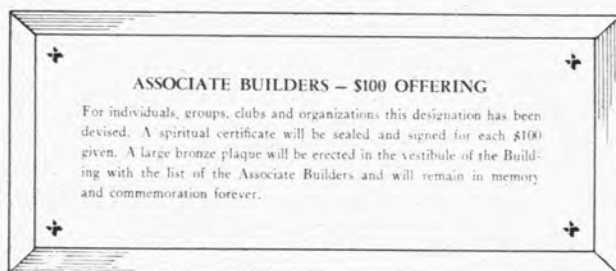 ASSOCIATE BUILDERS — $100 OFFERING
For individuals, groups, clubs and organizations this designation has been
devised. A spiritual certificate will be sealed and signed for each $100
given. A large bronze plaque will be erected in the vestibule of the Build-
ing with the list of the Associate Builders and will remain in memory
and commemoration forever.